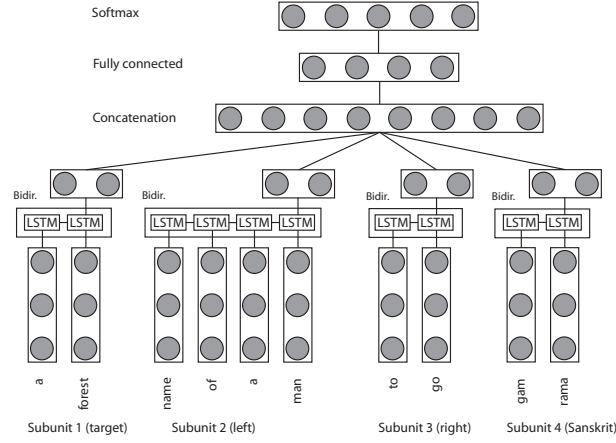 Softmax
Fully connected
Concatenation
Bidir. Bidir. Bidir. Bidir.
LSTM LSTM LSTM LSTM LSTM LSTM LSTM LSTM LSTM LSTM
a forest name of a man to go gam rama
Subunit 1 (target) Subunit 2 (left) Subunit 3 (right) Subunit 4 (Sanskrit)